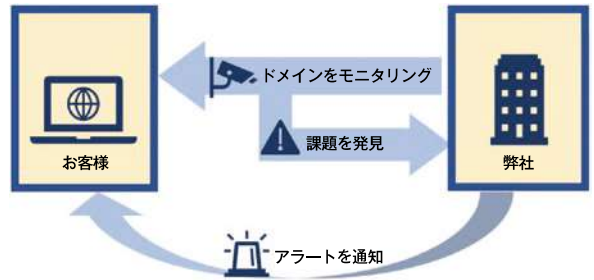 ドメインをモニタリング
課題を発見
お客様
弊社
アラートを通知